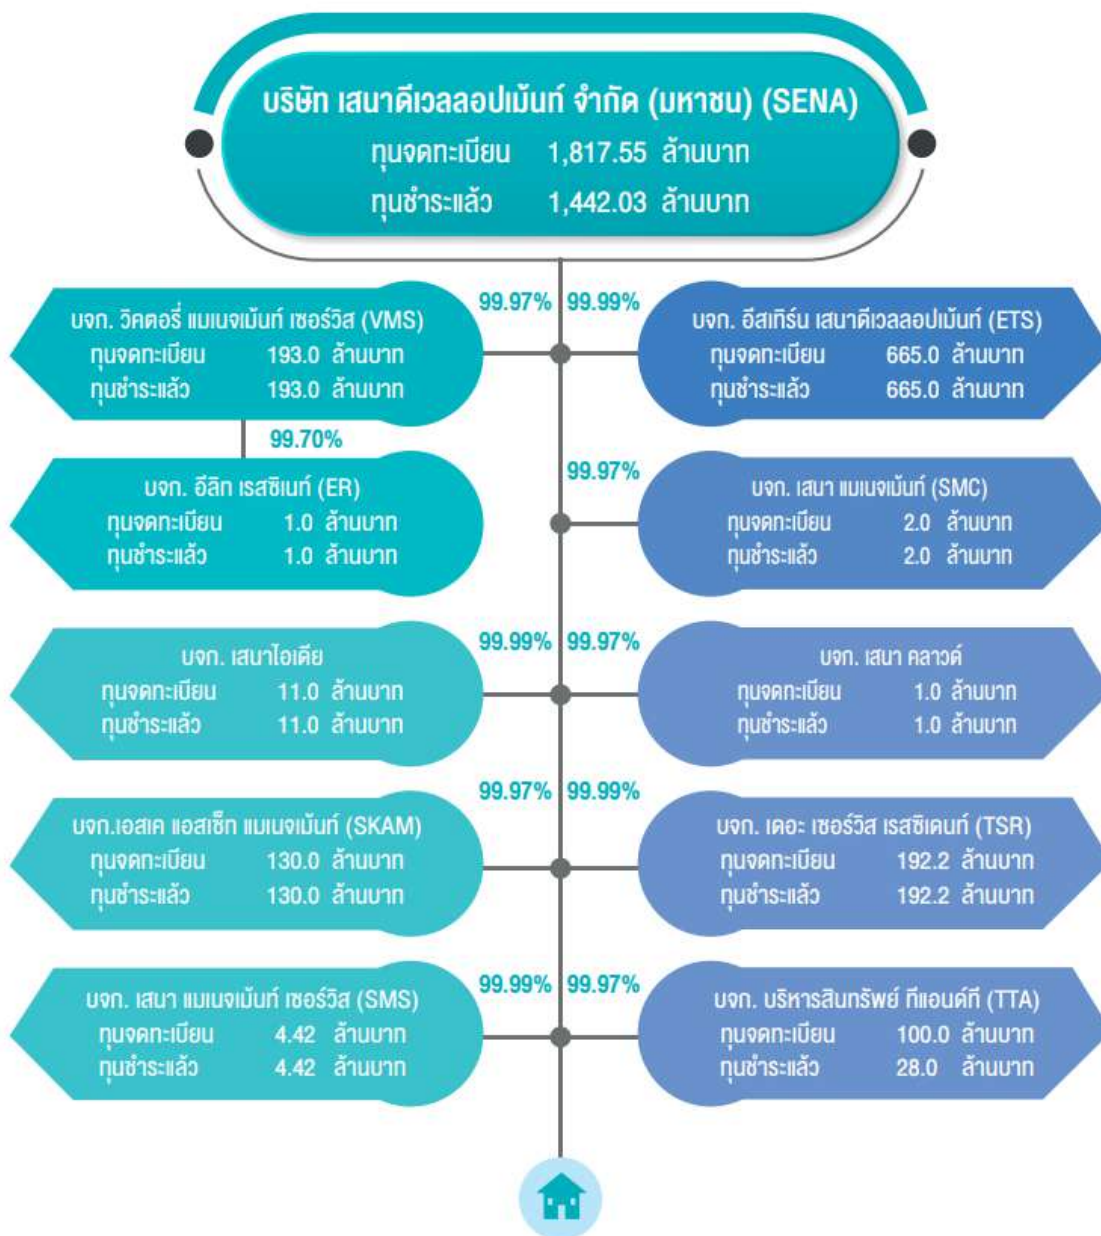 บริษัท เสนาดีเวลลอปเม้นท์ จำกัด (มหาชน) (SENA)
ทุนจดทะเบียน 1,817.55 ล้านบาท
ทุนชำระแล้ว 1,442.03 ล้านบาท
99.97% 99.99%
บจก. วิคตอรี่ แมเนจเม้นท์ เซอร์วิส (VMS)
ทุนจดทะเบียน 193.0 ล้านบาท
ทุนชำระแล้ว 193.0 ล้านบาท
บจก. อีสเทิร์น เสนาดีเวลลอปเม้นท์ (ETS)
ทุนจดทะเบียน 665.0 ล้านบาท
ทุนชำระแล้ว 665.0 ล้านบาท
99.70%
บจก. อีลิท เรสซิเนท์ (ER)
ทุนจดทะเบียน 1.0 ล้านบาท
ทุนชำระแล้ว 1.0 ล้านบาท
99.97%
บจก. เสนา แมเนจเม้นท์ (SMC)
ทุนจดทะเบียน 2.0 ล้านบาท
ทุนชำระแล้ว 2.0 ล้านบาท
99.99% 99.97%
บจก. เสนาไอเดีย
ทุนจดทะเบียน 11.0 ล้านบาท
ทุนชำระแล้ว 11.0 ล้านบาท
บจก. เสนา คลาวด์
ทุนจดทะเบียน 1.0 ล้านบาท
ทุนชำระแล้ว 1.0 ล้านบาท
99.97% 99.99%
บจก.เอสเค แอสเซ็ท แมเนจเม้นท์ (SKAM)
ทุนจดทะเบียน 130.0 ล้านบาท
ทุนชำระแล้ว 130.0 ล้านบาท
บจก. เดอะ เซอร์วิส เรสซิเดนท์ (TSR)
ทุนจดทะเบียน 192.2 ล้านบาท
ทุนชำระแล้ว 192.2 ล้านบาท
99.99% 99.97%
บจก. เสนา แมเนจเม้นท์ เซอร์วิส (SMS)
ทุนจดทะเบียน 4.42 ล้านบาท
ทุนชำระแล้ว 4.42 ล้านบาท
บจก. บริหารสินทรัพย์ ทีแอนด์ที (TTA)
ทุนจดทะเบียน 100.0 ล้านบาท
ทุนชำระแล้ว 28.0 ล้านบาท